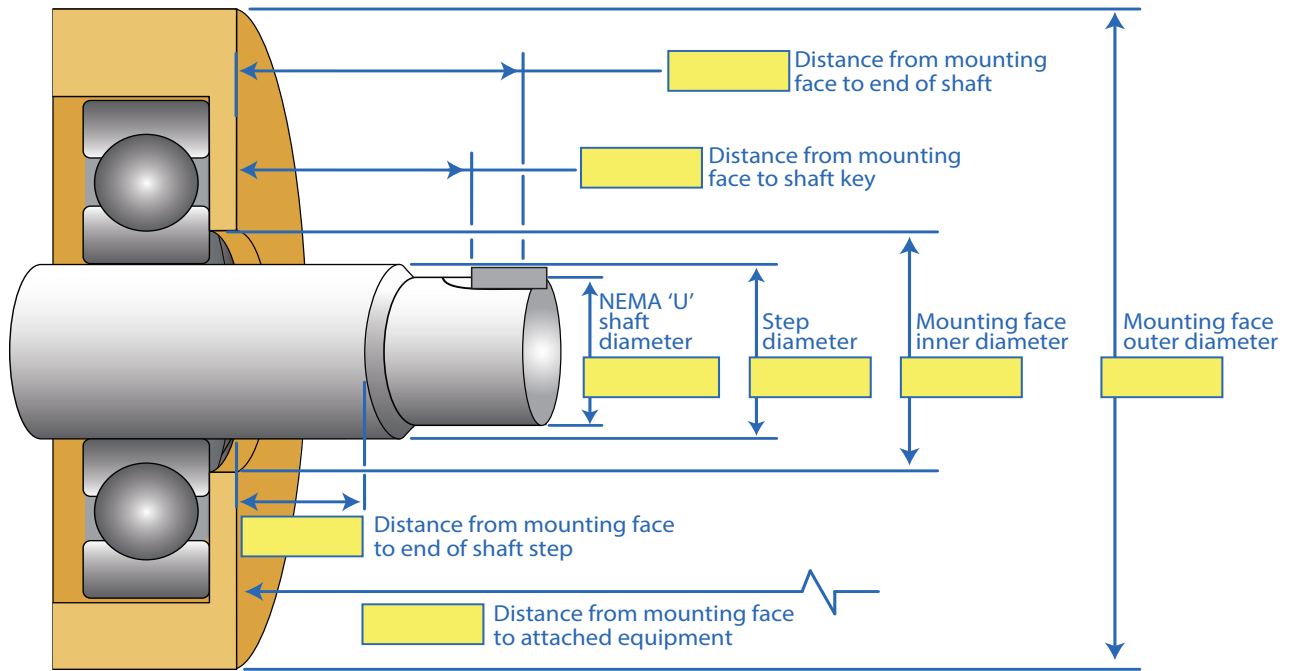 Distance from mounting
face to end of shaft
Distance from mounting
face to shaft key
NEMA ‘U’
shaft
diameter
Step
diameter
Mounting face
inner diameter
Mounting face
outer diameter
Distance from mounting face
to end of shaft step
Distance from mounting face
to attached equipment